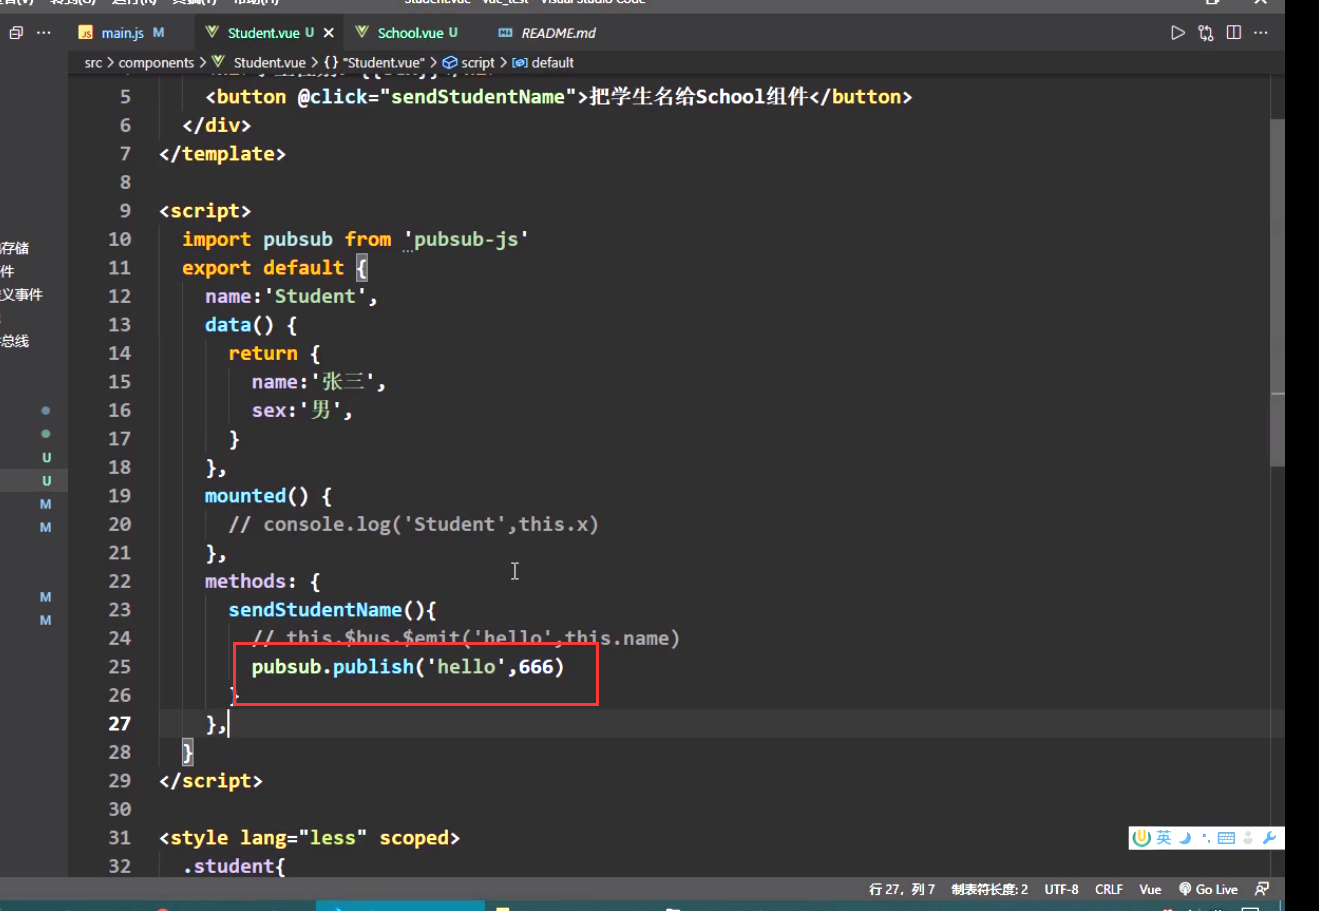 Student.vue - vue_test - Visual Studio Code
main.js M
Student.vue U
School.vue U
README.md
src > components > Student.vue > {} "Student.vue" > script > default
5 <button @click="sendStudentName">把学生名给School组件</button>
6 </div>
7 </template>
8
9 <script>
10 import pubsub from 'pubsub-js'
11 export default {
12 name:'Student',
13 data() {
14 return {
15 name:'张三',
16 sex:'男',
17 }
18 },
19 mounted() {
20 // console.log('Student',this.x)
21 },
22 methods: {
23 sendStudentName(){
24 // this.$bus.$emit('hello',this.name)
25 pubsub.publish('hello',666)
26 }
27 },
28 }
29 </script>
30
31 <style lang="less" scoped>
32 .student{
存储
件
义事件
总线
U
U
M
M
M
M
英
行 27，列 7 制表符长度: 2 UTF-8 CRLF Vue Go Live